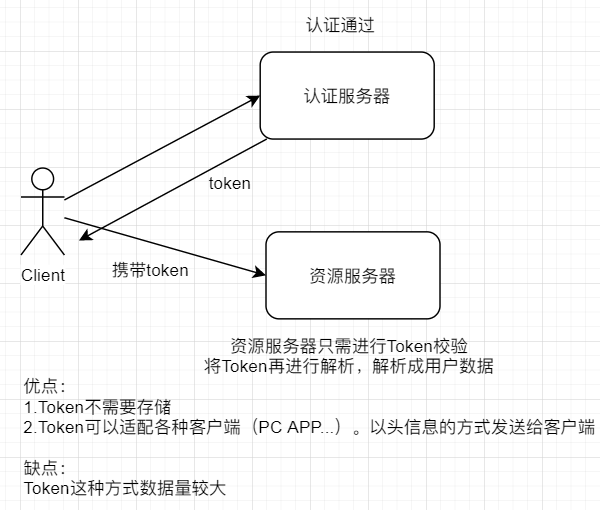 认证通过
认证服务器
token
Client
携带token
资源服务器
资源服务器只需进行Token校验
将Token再进行解析，解析成用户数据
优点：
1.Token不需要存储
2.Token可以适配各种客户端（PC APP...）。以头信息的方式发送给客户端
缺点：
Token这种方式数据量较大